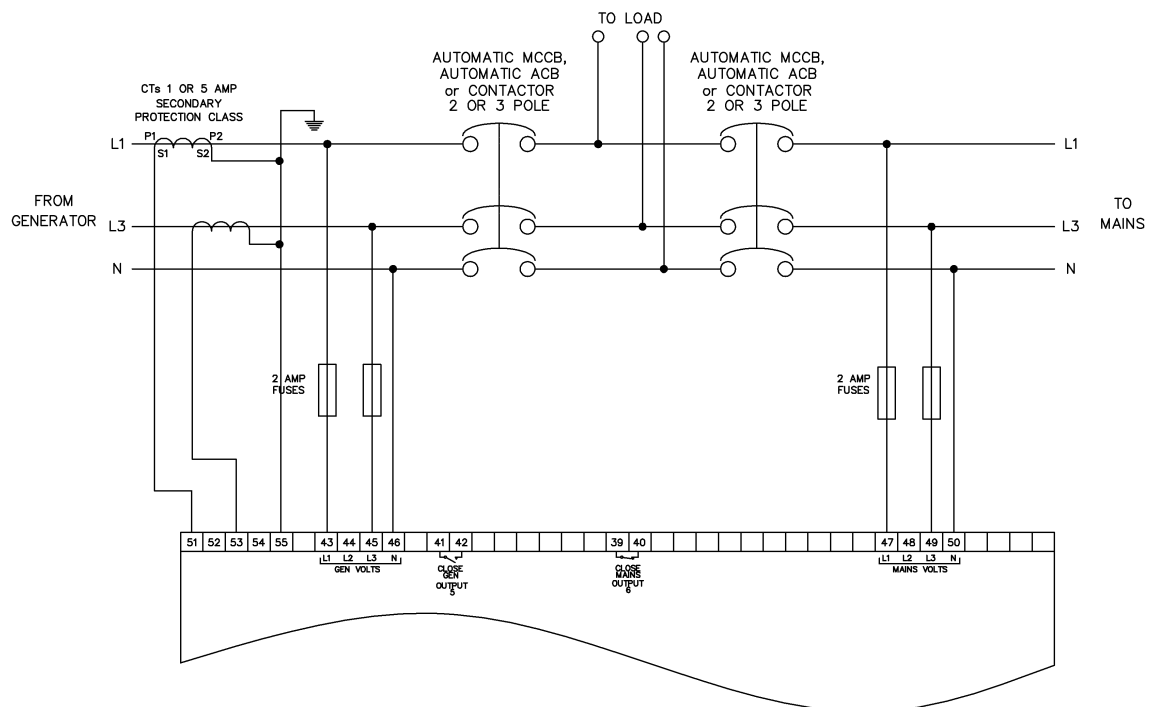 TO LOAD
AUTOMATIC MCCB,
AUTOMATIC ACB
or CONTACTOR
2 OR 3 POLE
AUTOMATIC MCCB,
AUTOMATIC ACB
or CONTACTOR
2 OR 3 POLE
CTs 1 OR 5 AMP
SECONDARY
PROTECTION CLASS
P1 P2
L1 S1 S2 L1
FROM
GENERATOR
L3 L3
TO
MAINS
N N
2 AMP
FUSES
2 AMP
FUSES
51 52 53 54 55 43 44 45 46 41 42 39 40 47 48 49 50
L1 L2 L3 N
GEN VOLTS
CLOSE
GEN
OUTPUT
5
CLOSE
MAINS
OUTPUT
6
L1 L2 L3 N
MAINS VOLTS